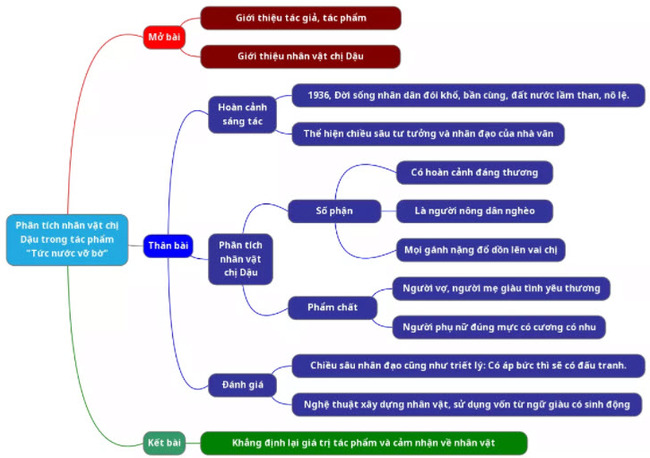 Phân tích nhân vật chị
Dậu trong tác phẩm
"Tức nước vỡ bờ"
Mở bài
Giới thiệu tác giả, tác phẩm
Giới thiệu nhân vật chị Dậu
Thân bài
Hoàn cảnh
sáng tác
1936, Đời sống nhân dân đói khổ, bần cùng, đất nước lầm than, nô lệ.
Thể hiện chiều sâu tư tưởng và nhân đạo của nhà văn
Phân tích
nhân vật
chị Dậu
Số phận
Có hoàn cảnh đáng thương
Là người nông dân nghèo
Mọi gánh nặng đổ dồn lên vai chị
Phẩm chất
Người vợ, người mẹ giàu tình yêu thương
Người phụ nữ đúng mực có cương có nhu
Đánh giá
Chiều sâu nhân đạo cũng như triết lý: Có áp bức thì sẽ có đấu tranh.
Nghệ thuật xây dựng nhân vật, sử dụng vốn từ ngữ giàu có sinh động
Kết bài
Khẳng định lại giá trị tác phẩm và cảm nhận về nhân vật